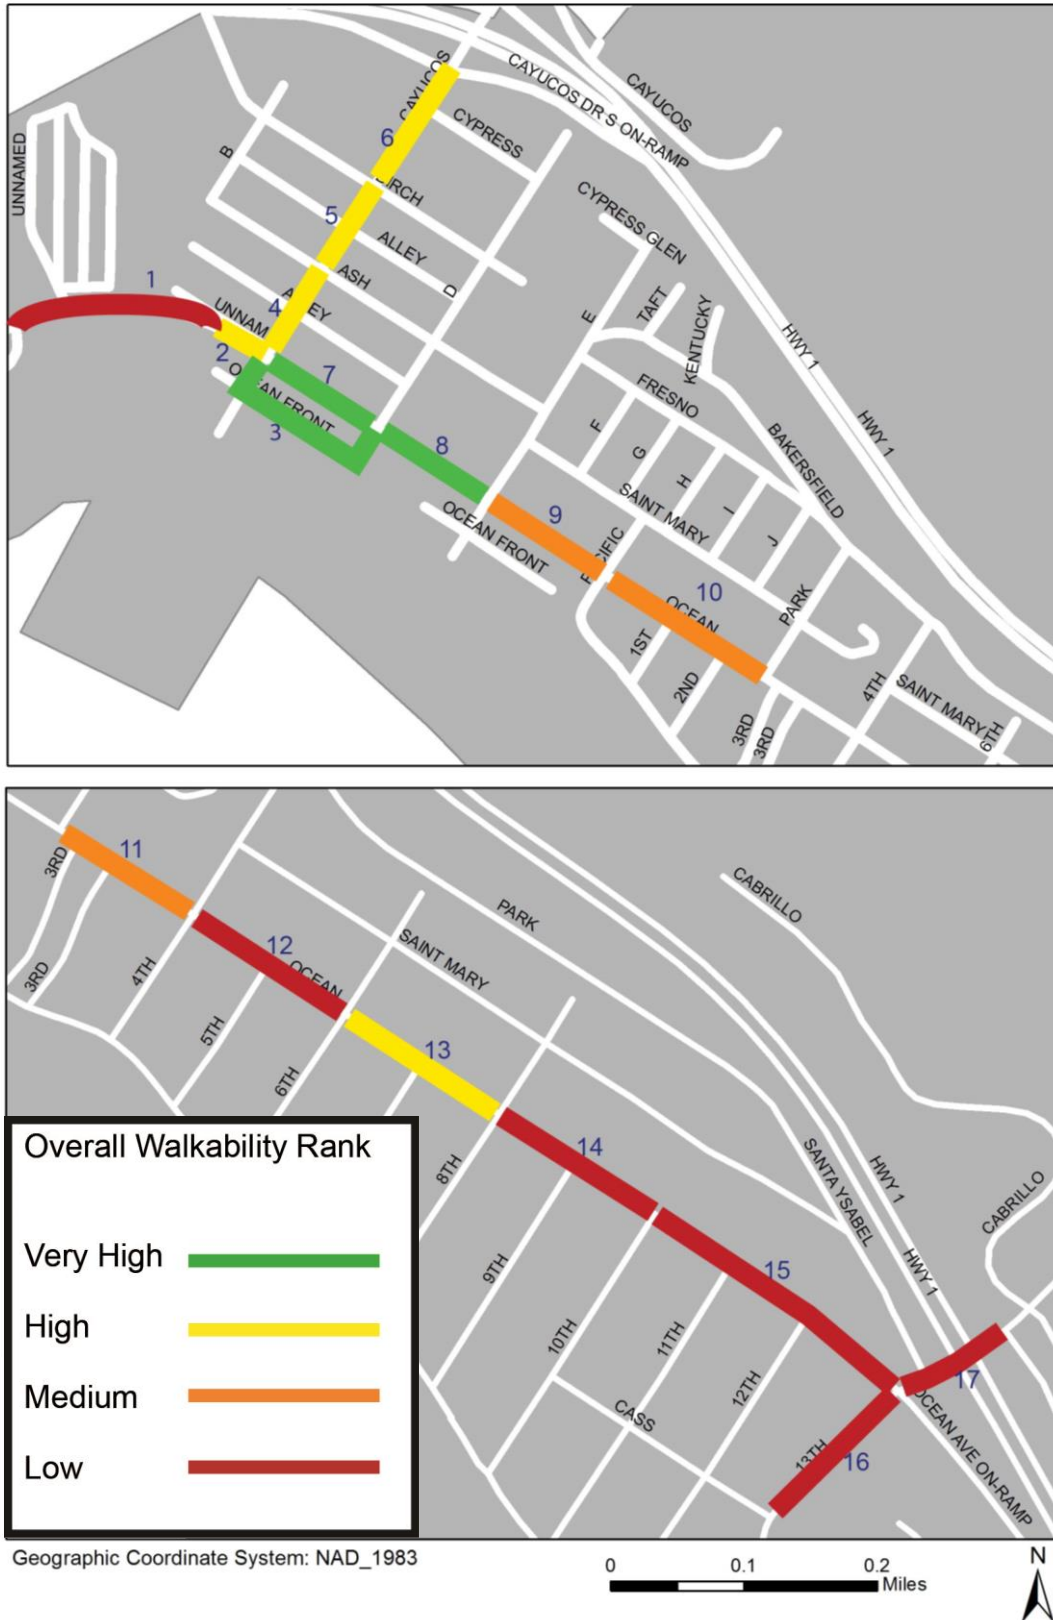 CAYUCOS
CAYUCOS DR S ON-RAMP
CAYUCOS
6
CYPRESS
UNNAMED
B
CYPRESS GLEN
5
ALLEY
ASH
D
1
TAFT
E
KENTUCKY
HWY 1
4
UNNAM
2
7
FRESNO
HWY 1
3
FRONT
8
F
G
H
I
J
BAKERSFIELD
SAINT MARY
OCEAN FRONT
9
10
OCEAN
PARK
1ST
2ND
3RD
3RD
4TH
SAINT MARY
6TH
11
3RD
3RD
4TH
12
OCEAN
5TH
6TH
PARK
SAINT MARY
CABRILLO
13
8TH
14
9TH
SANTA YSABEL
HWY 1
CABRILLO
HWY 1
15
10TH
11TH
12TH
CASS
13TH
16
17
OCEAN AVE ON-RAMP
Overall Walkability Rank
Very High
High
Medium
Low
Geographic Coordinate System: NAD_1983
0 0.1 0.2
Miles
N